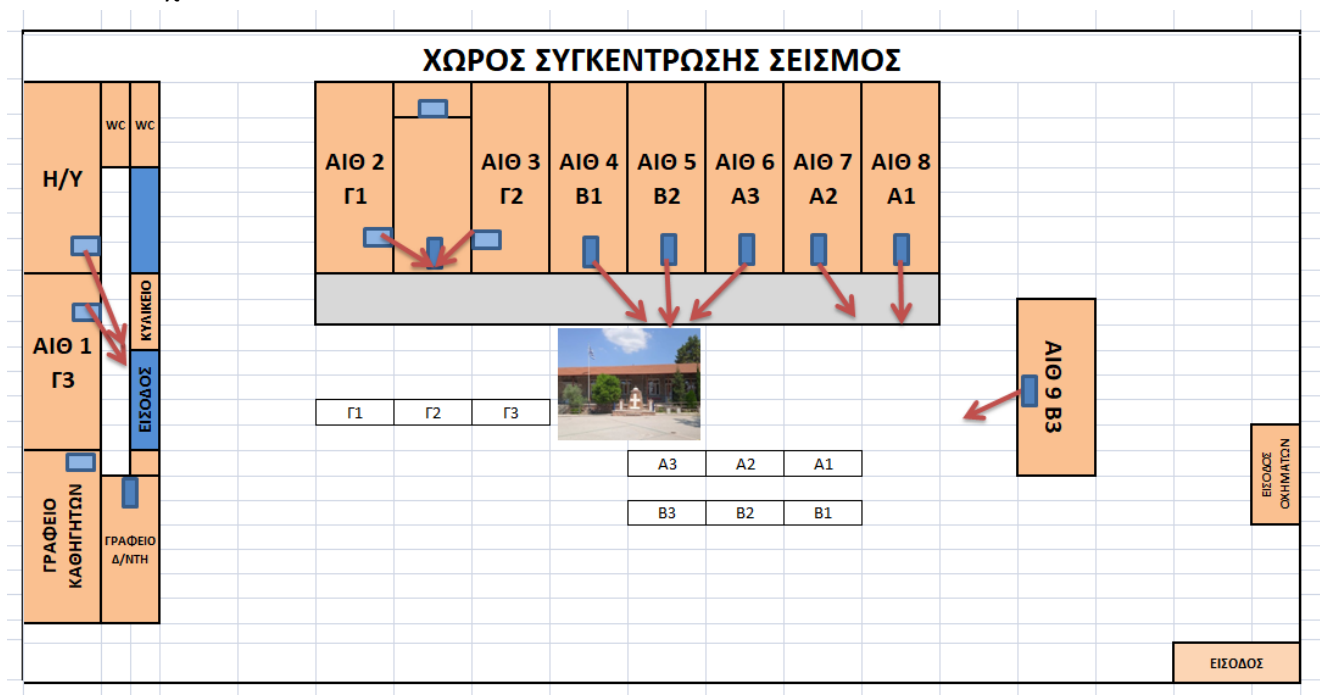 ΧΩΡΟΣ ΣΥΓΚΕΝΤΡΩΣΗΣ ΣΕΙΣΜΟΣ
WC
WC
Η/Υ
ΑΙΘ 2
Γ1
ΑΙΘ 3
Γ2
ΑΙΘ 4
Β1
ΑΙΘ 5
Β2
ΑΙΘ 6
Α3
ΑΙΘ 7
Α2
ΑΙΘ 8
Α1
ΚΥΛΙΚΕΙΟ
ΑΙΘ 1
Γ3
ΕΙΣΟΔΟΣ
ΑΙΘ 9 Β3
Γ1
Γ2
Γ3
Α3
Α2
Α1
Β3
Β2
Β1
ΕΙΣΟΔΟΣ
ΟΧΗΜΑΤΩΝ
ΓΡΑΦΕΙΟ
ΚΑΘΗΓΗΤΩΝ
ΓΡΑΦΕΙΟ
Δ/ΝΤΗ
ΕΙΣΟΔΟΣ